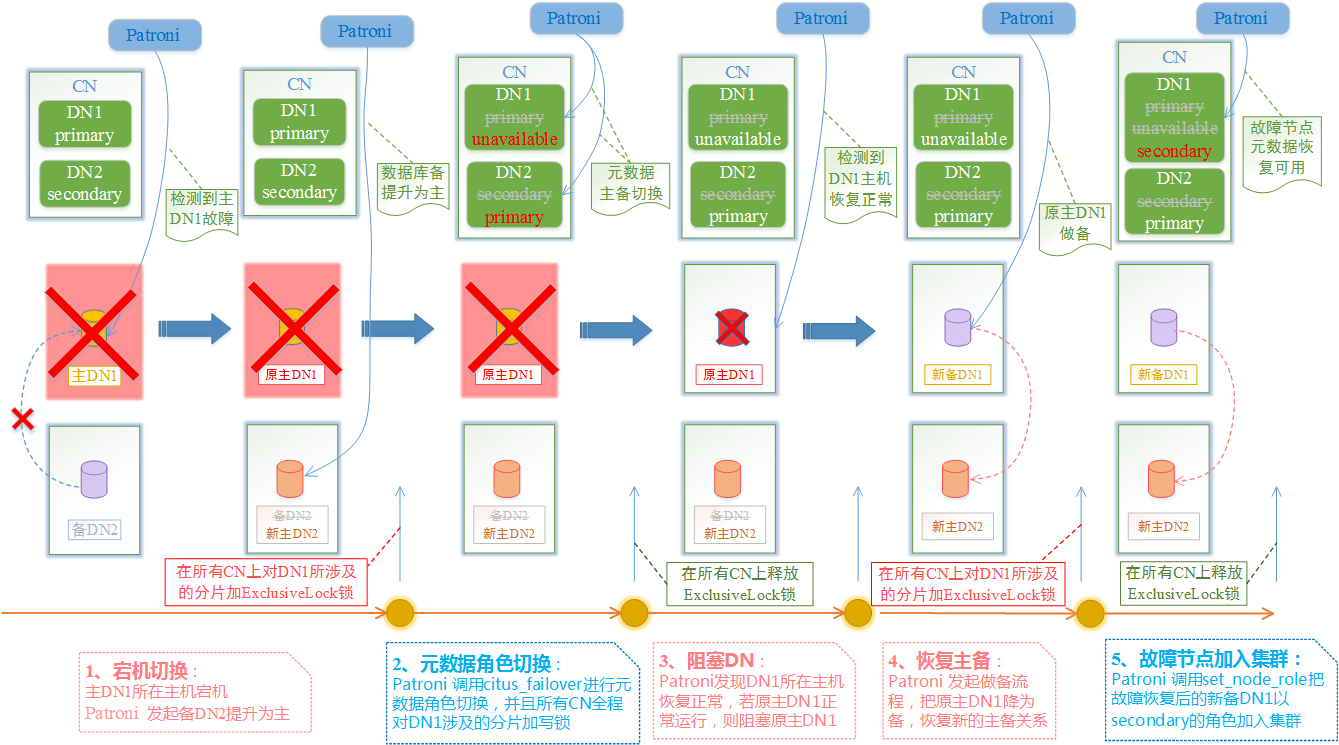 Patroni
Patroni
Patroni
Patroni
Patroni
Patroni
CN
DN1
primary
DN2
secondary
检测到主
DN1故障
CN
DN1
primary
DN2
secondary
数据库备
提升为主
CN
DN1
primary
unavailable
DN2
secondary
primary
元数据
主备切换
CN
DN1
primary
unavailable
DN2
secondary
primary
检测到
DN1主机
恢复正常
CN
DN1
primary
unavailable
DN2
secondary
primary
原主DN1
做备
CN
DN1
primary
unavailable
secondary
DN2
secondary
primary
故障节点
元数据恢
复可用
主DN1
原主DN1
原主DN1
原主DN1
新备DN1
新备DN1
备DN2
备DN2
新主DN2
备DN2
新主DN2
备DN2
新主DN2
新主DN2
新主DN2
在所有CN上对DN1所涉及
的分片加ExclusiveLock锁
在所有CN上释放
ExclusiveLock锁
在所有CN上对DN1所涉及
的分片加ExclusiveLock锁
在所有CN上释放
ExclusiveLock锁
1、宕机切换：
主DN1所在主机宕机
Patroni 发起备DN2提升为主
2、元数据角色切换：
Patroni 调用citus_failover进行元
数据角色切换，并且所有CN全程
对DN1涉及的分片加写锁
3、阻塞DN：
Patroni发现DN1所在主机
恢复正常，若原主DN1正
常运行，则阻塞原主DN1
4、恢复主备：
Patroni 发起做备流
程，把原主DN1降为
备，恢复新的主备关系
5、故障节点加入集群：
Patroni 调用set_node_role把
故障恢复后的新备DN1以
secondary的角色加入集群